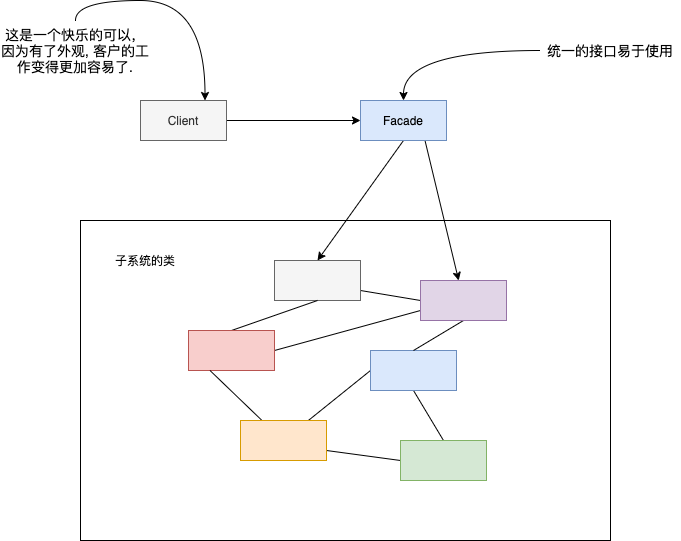 这是一个快乐的可以,
因为有了外观, 客户的工
作变得更加容易了.
统一的接口易于使用
Client
Facade
子系统的类